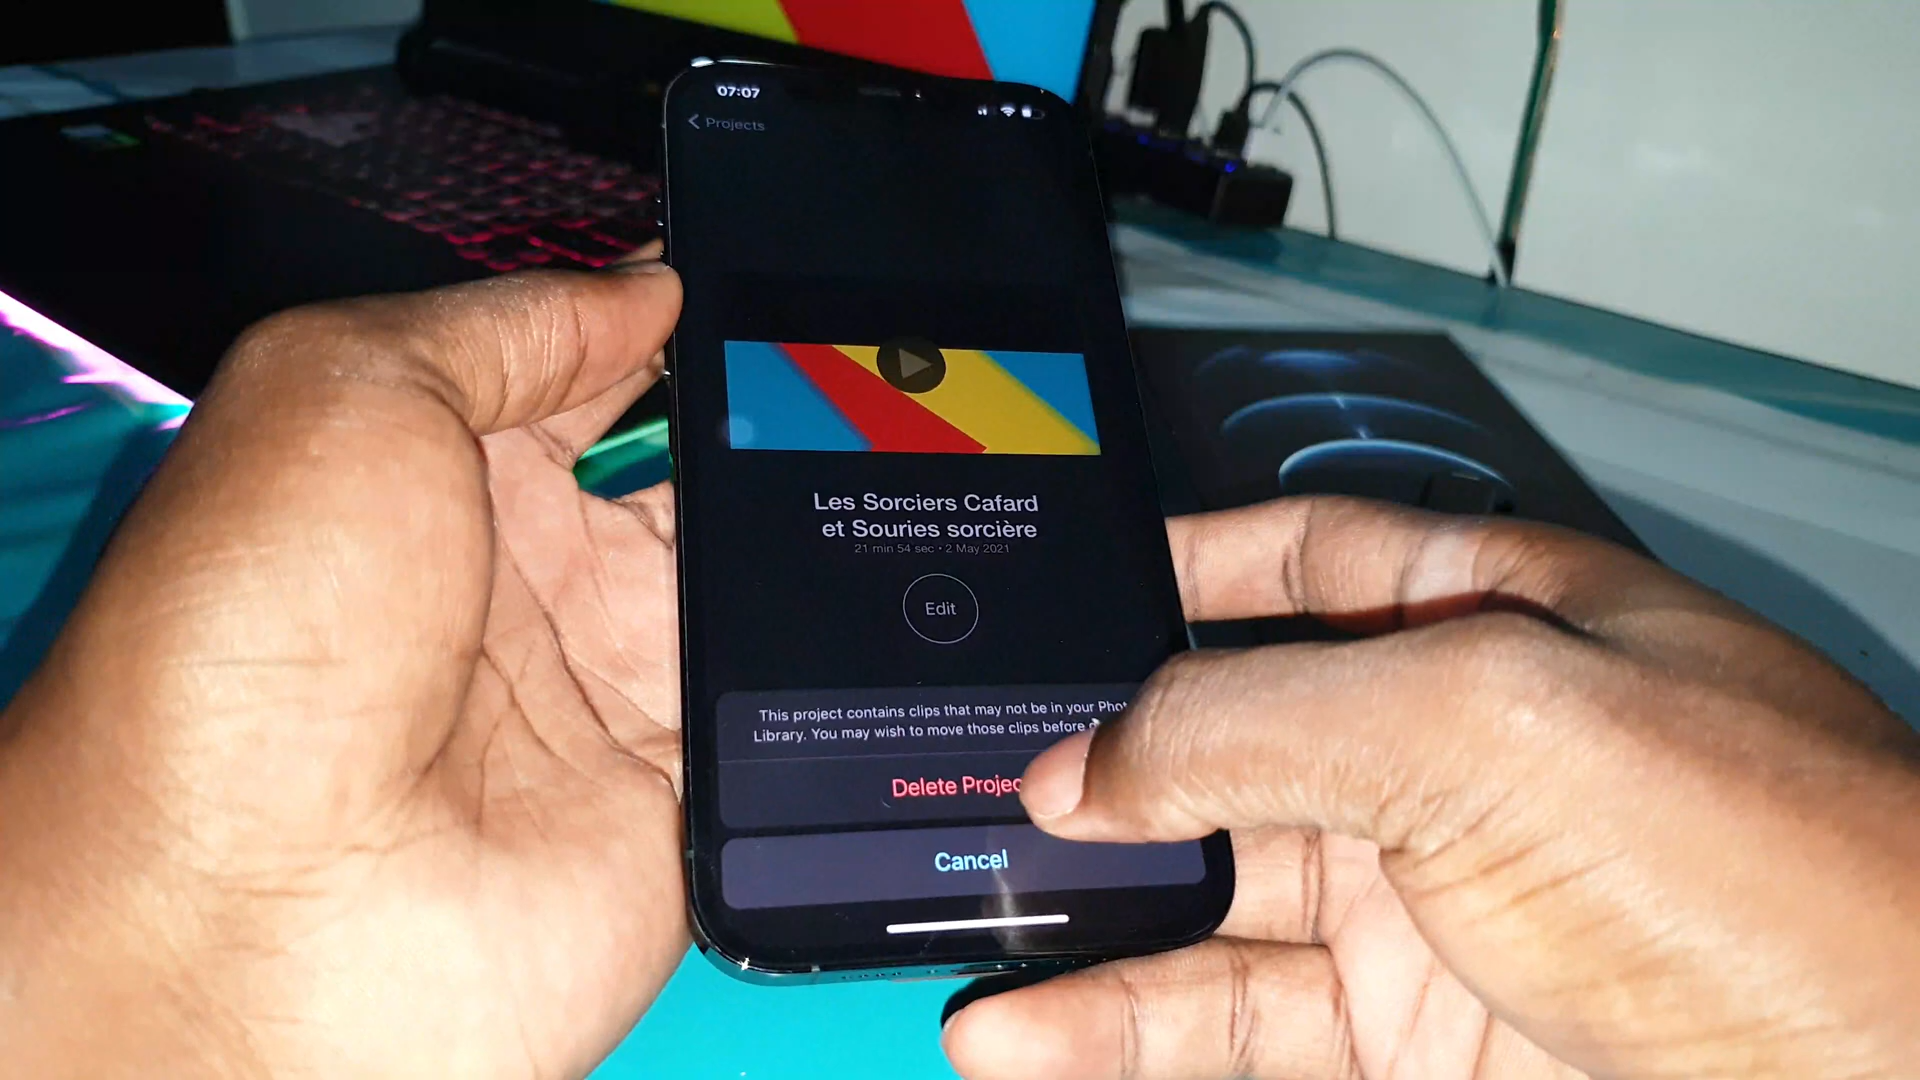 07:07
Projects
Les Sorciers Cafard
et Souries sorcière
21 min 54 sec • 2 May 2021
Edit
This project contains clips that may not be in your
Library. You may wish to move those clips before
Delete
Cancel